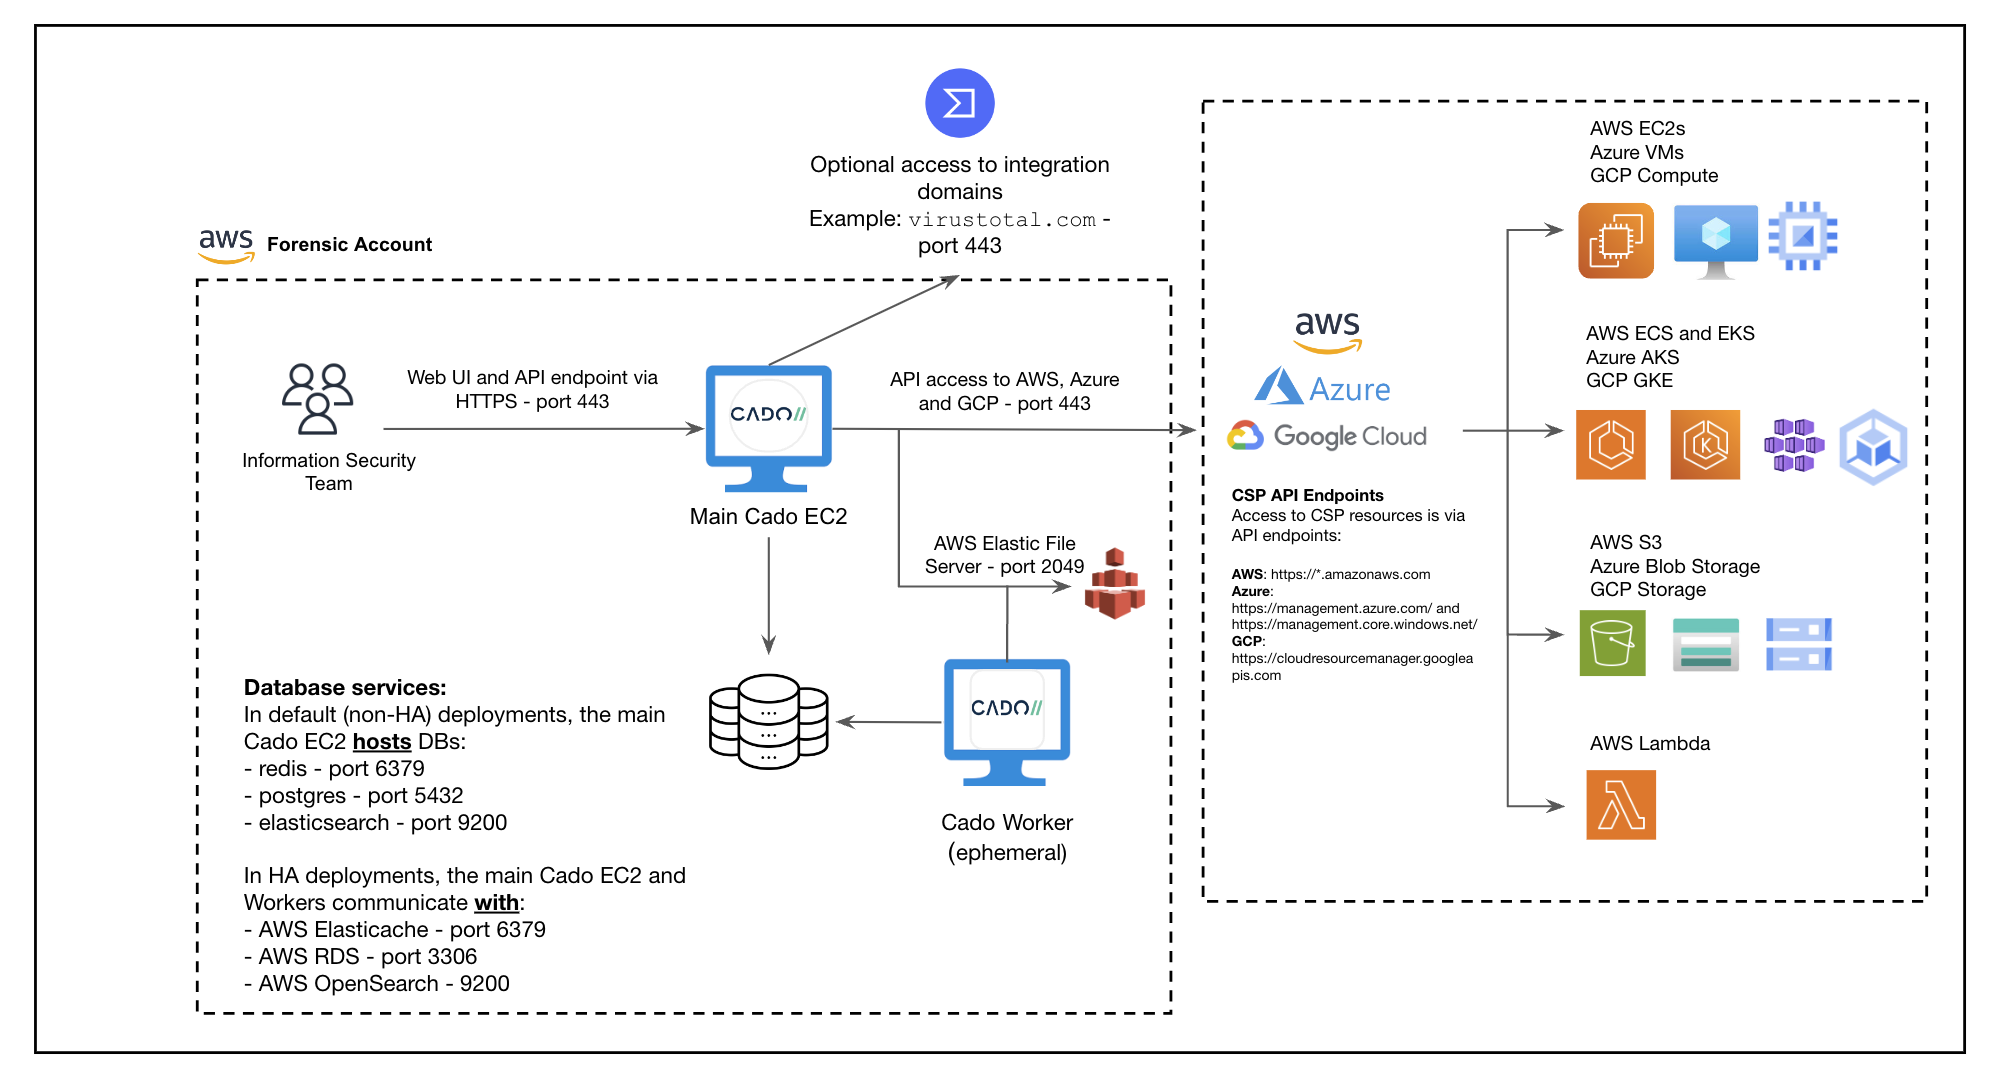 Optional access to integration
domains
Example: virustotal.com -
port 443
aws Forensic Account
Information Security
Team
Web UI and API endpoint via
HTTPS - port 443
CADO//
Main Cado EC2
API access to AWS, Azure
and GCP - port 443
AWS Elastic File
Server - port 2049
CADO//
Cado Worker
(ephemeral)
Database services:
In default (non-HA) deployments, the main
Cado EC2 hosts DBs:
- redis - port 6379
- postgres - port 5432
- elasticsearch - port 9200
In HA deployments, the main Cado EC2 and
Workers communicate with:
- AWS Elasticache - port 6379
- AWS RDS - port 3306
- AWS OpenSearch - 9200
aws
Azure
Google Cloud
CSP API Endpoints
Access to CSP resources is via
API endpoints:
AWS: https://*.amazonaws.com
Azure:
https://management.azure.com/ and
https://management.core.windows.net/
GCP:
https://cloudresourcemanager.googlea
pis.com
AWS EC2s
Azure VMs
GCP Compute
AWS ECS and EKS
Azure AKS
GCP GKE
K
AWS S3
Azure Blob Storage
GCP Storage
AWS Lambda